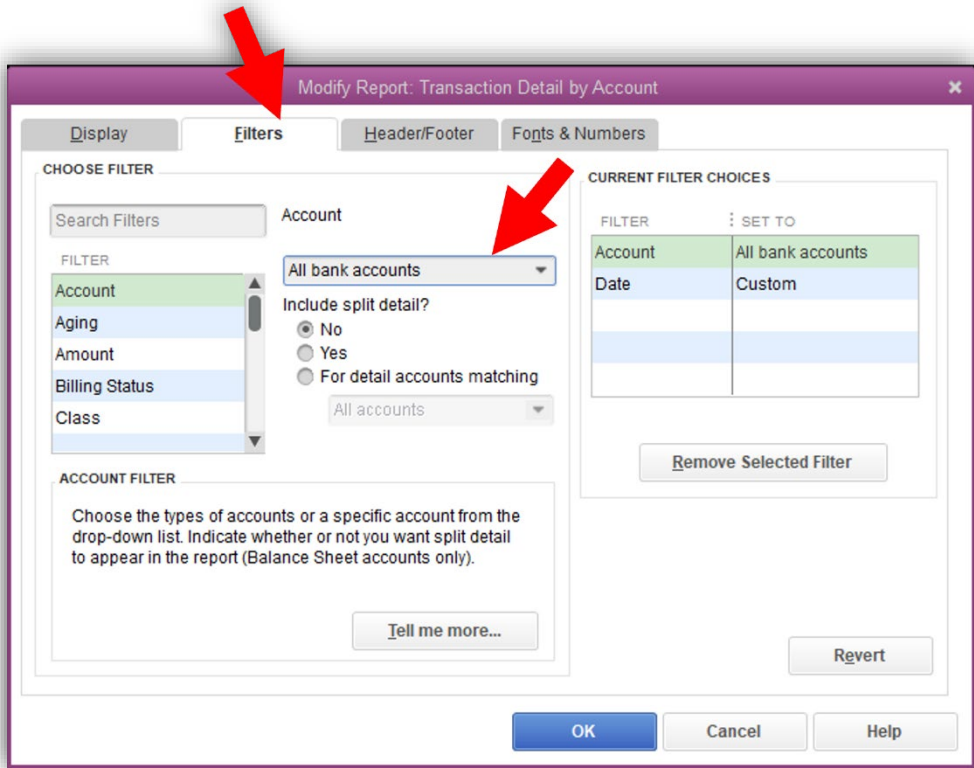 Modify Report: Transaction Detail by Account
Display
Filters
Header/Footer
Fonts & Numbers
CHOOSE FILTER
Search Filters
FILTER
Account
Aging
Amount
Billing Status
Class
Account
All bank accounts
Include split detail?
No
Yes
For detail accounts matching
All accounts
ACCOUNT FILTER
Choose the types of accounts or a specific account from the
drop-down list. Indicate whether or not you want split detail
to appear in the report (Balance Sheet accounts only).
Tell me more...
CURRENT FILTER CHOICES
FILTER SET TO
Account All bank accounts
Date Custom
Remove Selected Filter
Revert
OK
Cancel
Help